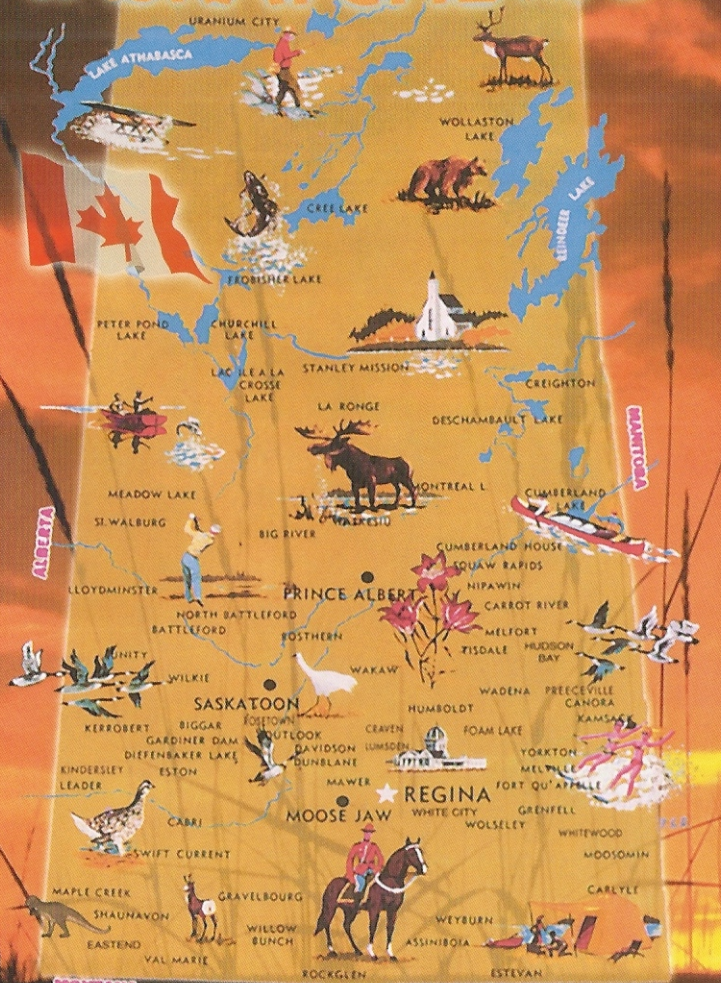 URANIUM CITY
LAKE ATHABASCA
WOLLASTON
LAKE
CREE LAKE
REINDEER LAKE
FROBISHER LAKE
PETER POND
LAKE
CHURCHILL
LAKE
LAC ILE A LA
CROSSE
LAKE
STANLEY MISSION
CREIGHTON
LA RONGE
DESCHAMBAULT LAKE
MANITOBA
MEADOW LAKE
MONTREAL L
CUMBERLAND
LAKE
ST. WALBURG
WASKESIU
BIG RIVER
ALBERTA
CUMBERLAND HOUSE
SQUAW RAPIDS
LLOYDMINSTER
PRINCE ALBERT
NIPAWIN
NORTH BATTLEFORD
CARROT RIVER
BATTLEFORD
ROSTHERN
MELFORT
TISDALE
HUDSON
BAY
UNITY
WILKIE
WAKAW
WADENA
PREECEVILLE
CANORA
SASKATOON
HUMBOLDT
KAMSACK
ROSETOWN
KERROBERT
BIGGAR
OUTLOOK
CRAVEN
FOAM LAKE
GARDINER DAM
DIEFENBAKER LAKE
DAVIDSON
LUMSDEN
DUNBLANE
YORKTON
KINDERSLEY
ESTON
MELVILLE
LEADER
MAWER
FORT QU'APPELLE
REGINA
MOOSE JAW
WHITE CITY
GRENFELL
CABRI
WOLSELEY
WHITEWOOD
SWIFT CURRENT
MOOSOMIN
MAPLE CREEK
GRAVELBOURG
CARLYLE
SHAUNAVON
WEYBURN
EASTEND
WILLOW
BUNCH
ASSINIBOIA
VAL MARIE
ROCKGLEN
ESTEVAN